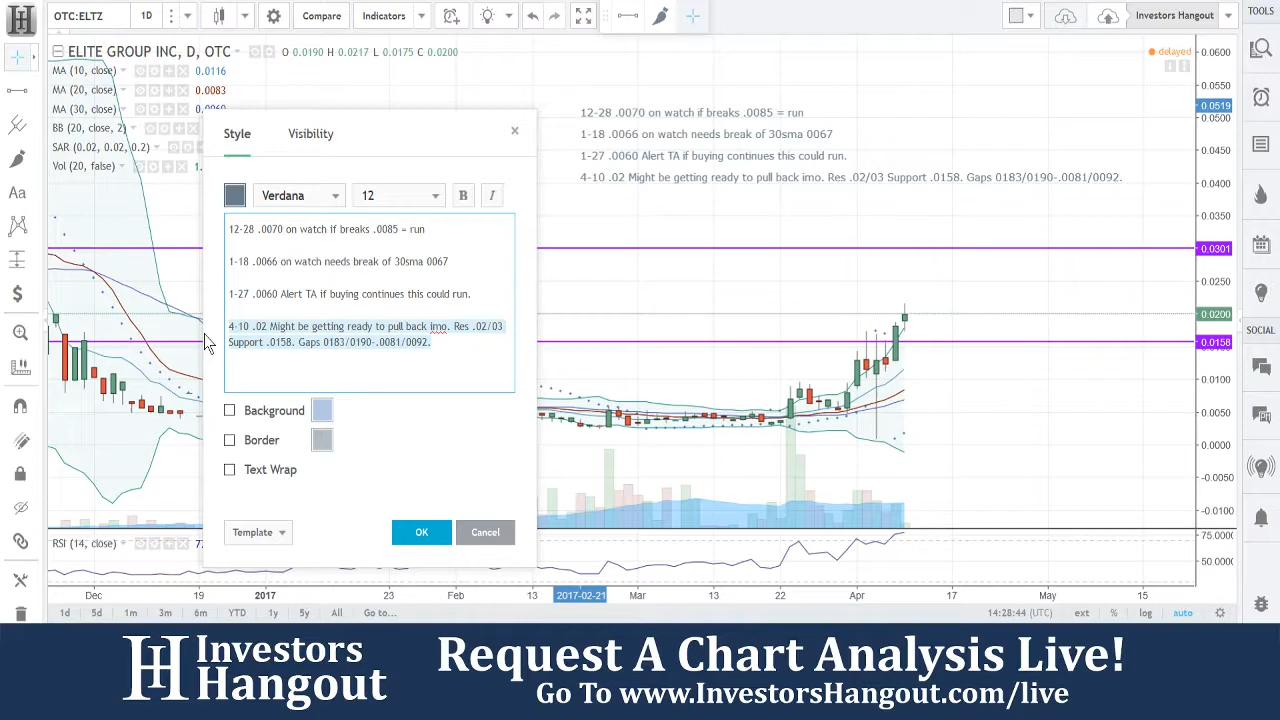 OTC:ELTZ
1D
Compare
Indicators
Investors Hangout
TOOLS
ELITE GROUP INC, D, OTC
O 0.0190 H 0.0217 L 0.0175 C 0.0200
delayed
MA (10, close)
0.0116
MA (20, close)
0.0083
MA (30, close)
BB (20, close, 2)
SAR (0.02, 0.02, 0.2)
Vol (20, false)
12-28 .0070 on watch if breaks .0085 = run
1-18 .0066 on watch needs break of 30sma 0067
1-27 .0060 Alert TA if buying continues this could run.
4-10 .02 Might be getting ready to pull back imo. Res .02/03 Support .0158. Gaps 0183/0190-.0081/0092.
Style
Visibility
Verdana
12
B
I
12-28 .0070 on watch if breaks .0085 = run
1-18 .0066 on watch needs break of 30sma 0067
1-27 .0060 Alert TA if buying continues this could run.
4-10 .02 Might be getting ready to pull back imo. Res .02/03
Support .0158. Gaps 0183/0190-.0081/0092.
Background
Border
Text Wrap
Template
OK
Cancel
0.0600
0.0519
0.0500
0.0450
0.0400
0.0350
0.0301
0.0250
0.0200
0.0158
0.0100
0.0050
0.0000
-0.0050
-0.0100
75.000
50.000
SOCIAL
RSI (14, close)
Dec
19
2017
23
Feb
13
2017-02-21
Mar
13
22
Apr
17
May
15
1d
5d
1m
3m
6m
YTD
1y
5y
All
Go to...
14:28:44 (UTC)
ext
%
log
auto
Investors
Hangout
Request A Chart Analysis Live!
Go To www.InvestorsHangout.com/live